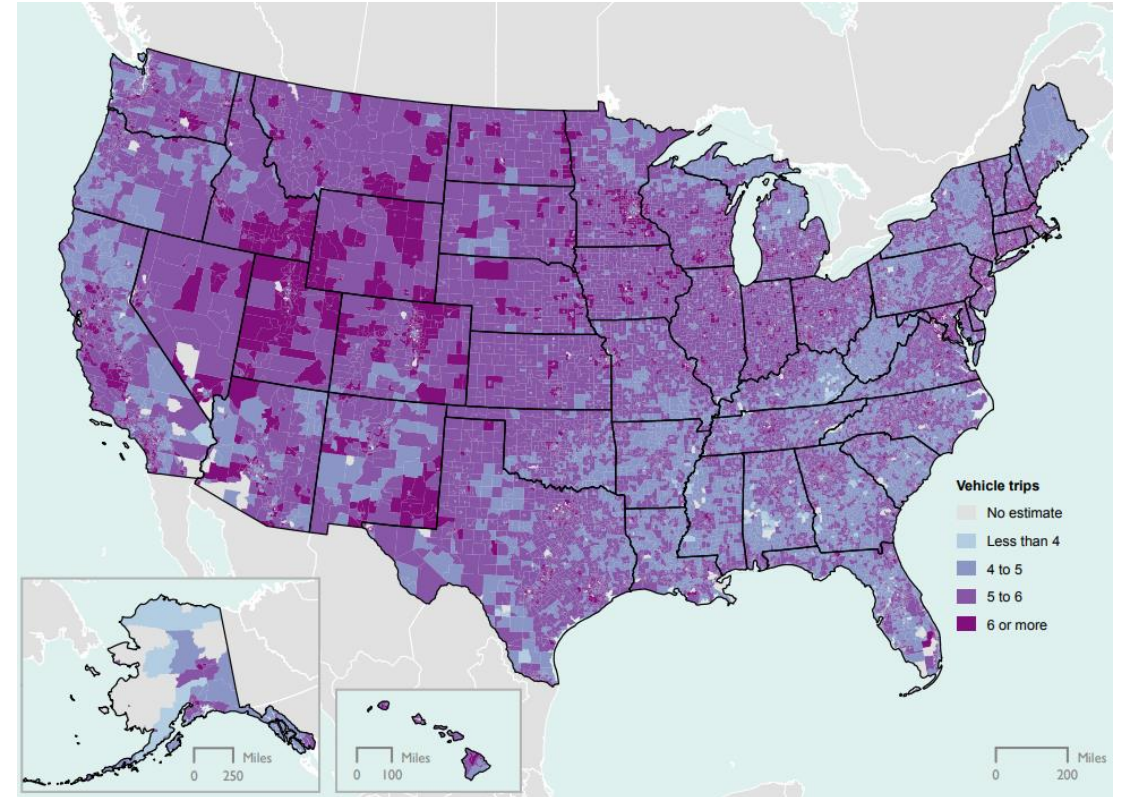 Vehicle trips
No estimate
Less than 4
4 to 5
5 to 6
6 or more
Miles
0 250
Miles
0 100
Miles
0 200